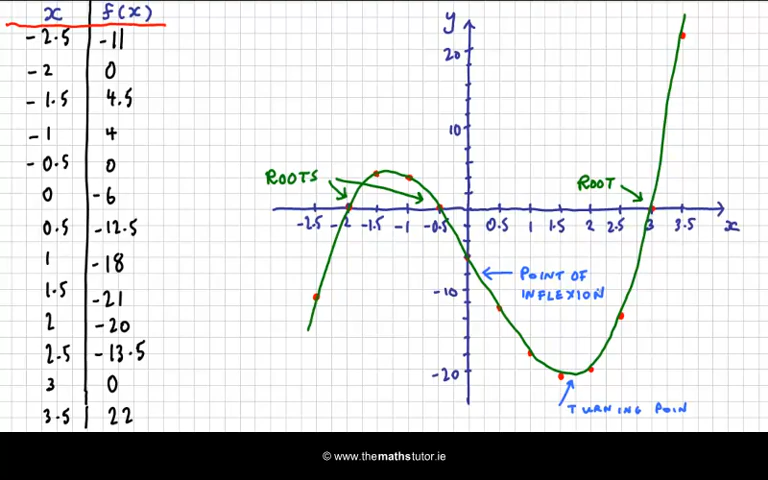 x f(x)
-2.5 -11
-2 0
-1.5 4.5
-1 4
-0.5 0
0 -6
0.5 -12.5
1 -18
1.5 -21
2 -20
2.5 -13.5
3 0
3.5 22
y
20
10
ROOTS
ROOT
-2.5 -2 -1.5 -1 -0.5 0.5 1 1.5 2 2.5 3 3.5 x
POINT OF
INFLEXION
-10
-20
TURNING POIN
© www.themathstutor.ie